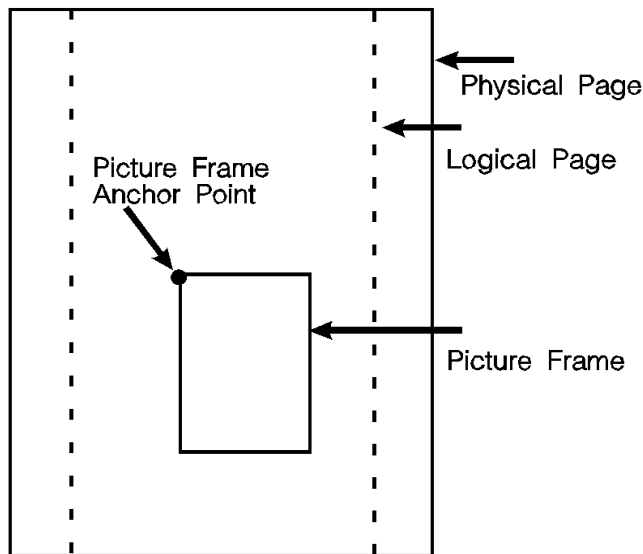 Physical Page
Logical Page
Picture Frame
Anchor Point
Picture Frame